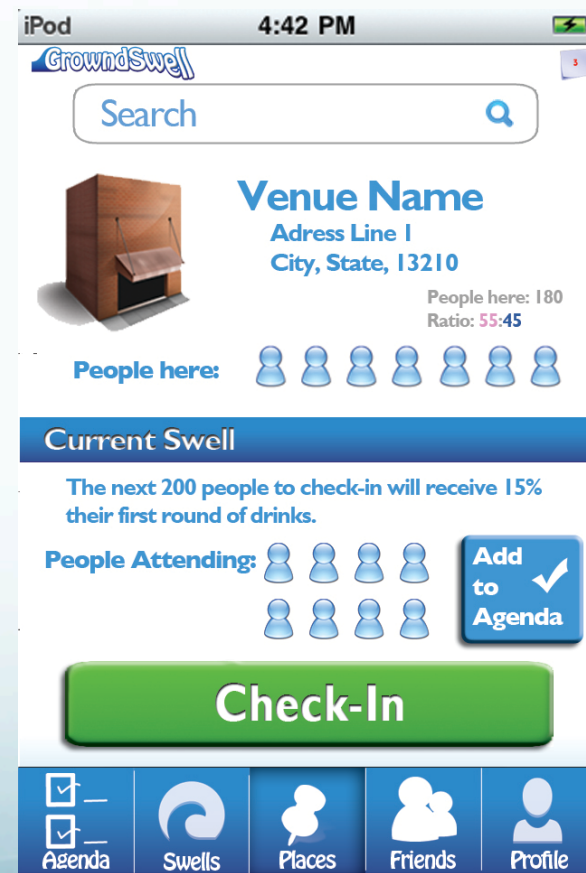 iPod 4:42 PM
GrowndSwell
3
Search
Venue Name
Adress Line 1
City, State, 13210
People here: 180
Ratio: 55:45
People here:
Current Swell
The next 200 people to check-in will receive 15%
their first round of drinks.
People Attending:
Add
to
Agenda
Check-In
Agenda Swells Places Friends Profile